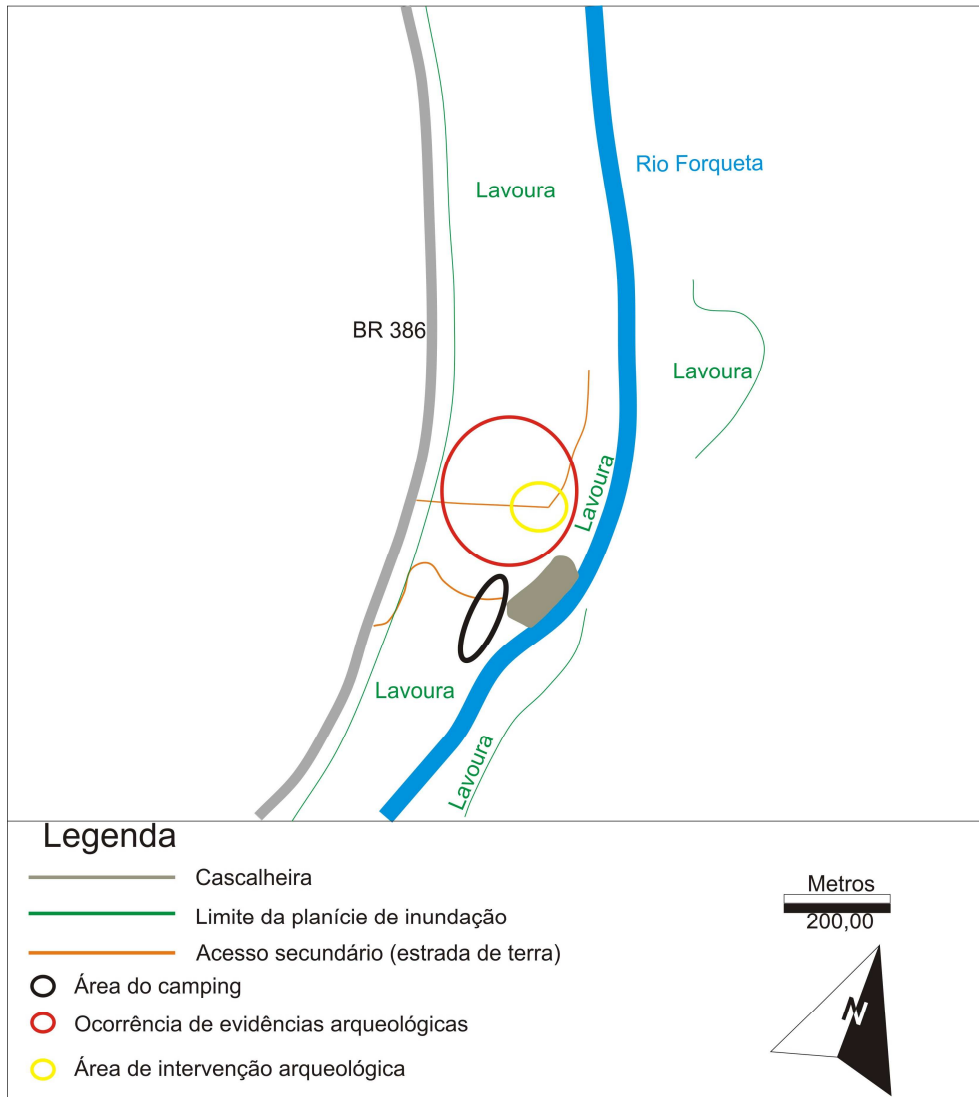 Rio Forqueta
Lavoura
BR 386
Lavoura
Lavoura
Lavoura
Lavoura
Legenda
Cascalheira
Limite da planície de inundação
Acesso secundário (estrada de terra)
Área do camping
Ocorrência de evidências arqueológicas
Área de intervenção arqueológica
Metros
200,00
N